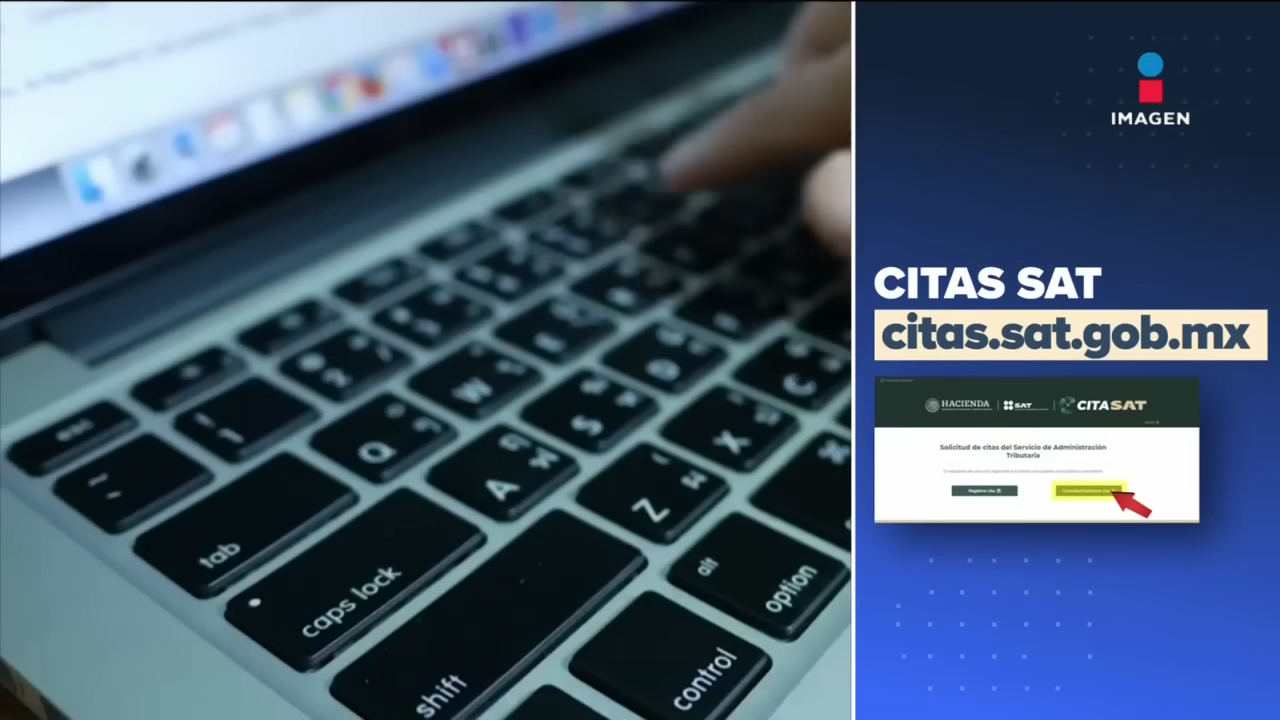 IMAGEN
CITAS SAT
citas.sat.gob.mx
HACIENDA
SAT
CITASAT
Solicitud de citas del Servicio de Administración
Tributaria
Registrar cita
esc
tab
caps lock
shift
alt
option
control
Q
W
A
S
D
Z
X
C